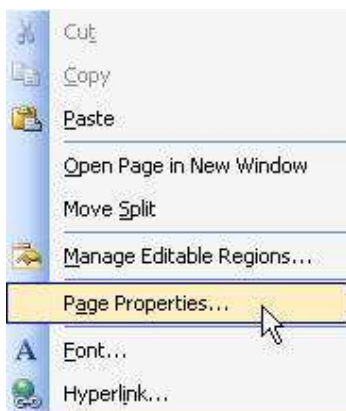 Cut
Copy
Paste
Open Page in New Window
Move Split
Manage Editable Regions...
Page Properties...
Font...
Hyperlink...